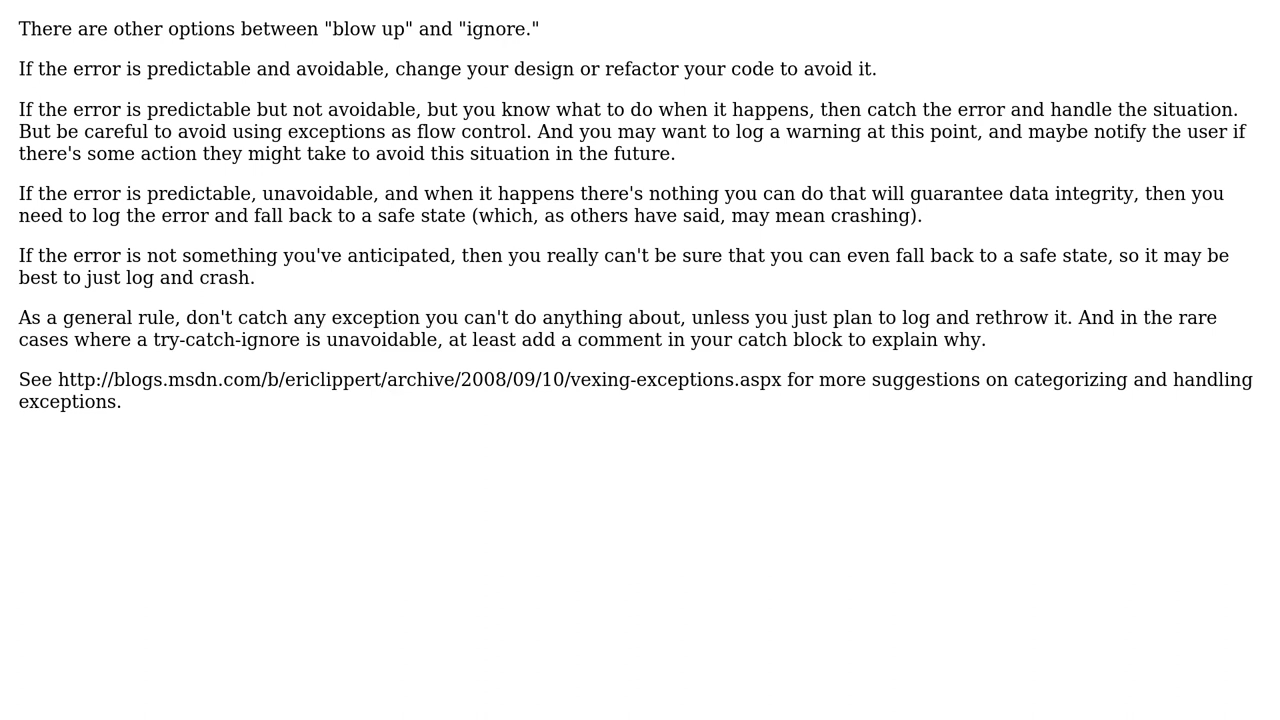 There are other options between "blow up" and "ignore."
If the error is predictable and avoidable, change your design or refactor your code to avoid it.
If the error is predictable but not avoidable, but you know what to do when it happens, then catch the error and handle the situation.
But be careful to avoid using exceptions as flow control. And you may want to log a warning at this point, and maybe notify the user if
there's some action they might take to avoid this situation in the future.
If the error is predictable, unavoidable, and when it happens there's nothing you can do that will guarantee data integrity, then you
need to log the error and fall back to a safe state (which, as others have said, may mean crashing).
If the error is not something you've anticipated, then you really can't be sure that you can even fall back to a safe state, so it may be
best to just log and crash.
As a general rule, don't catch any exception you can't do anything about, unless you just plan to log and rethrow it. And in the rare
cases where a try-catch-ignore is unavoidable, at least add a comment in your catch block to explain why.
See http://blogs.msdn.com/b/ericlippert/archive/2008/09/10/vexing-exceptions.aspx for more suggestions on categorizing and handling
exceptions.